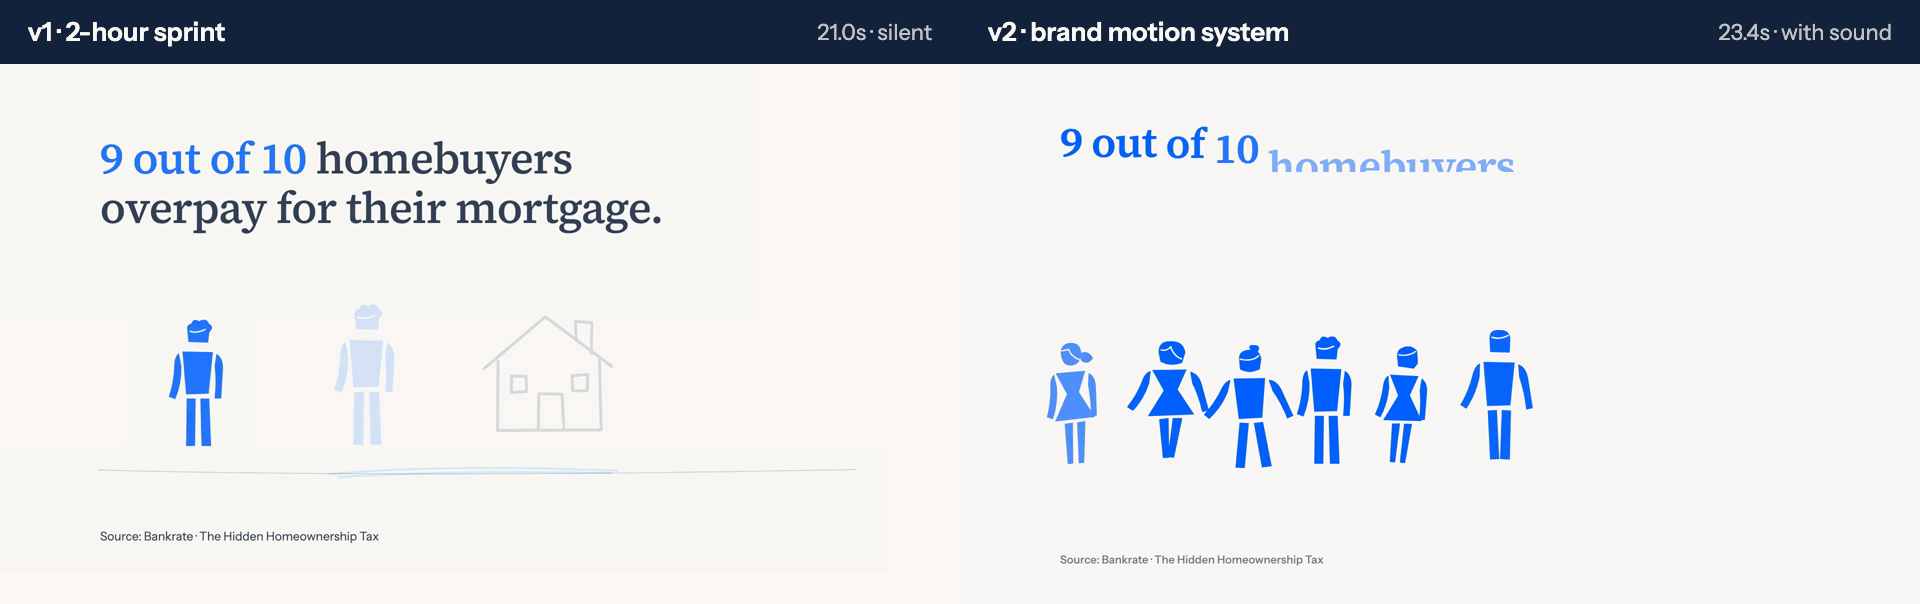 v1 · 2-hour sprint
21.0s · silent
9 out of 10 homebuyers
overpay for their mortgage.
Source: Bankrate · The Hidden Homeownership Tax
v2 · brand motion system
23.4s · with sound
9 out of 10 homebuyers
Source: Bankrate · The Hidden Homeownership Tax